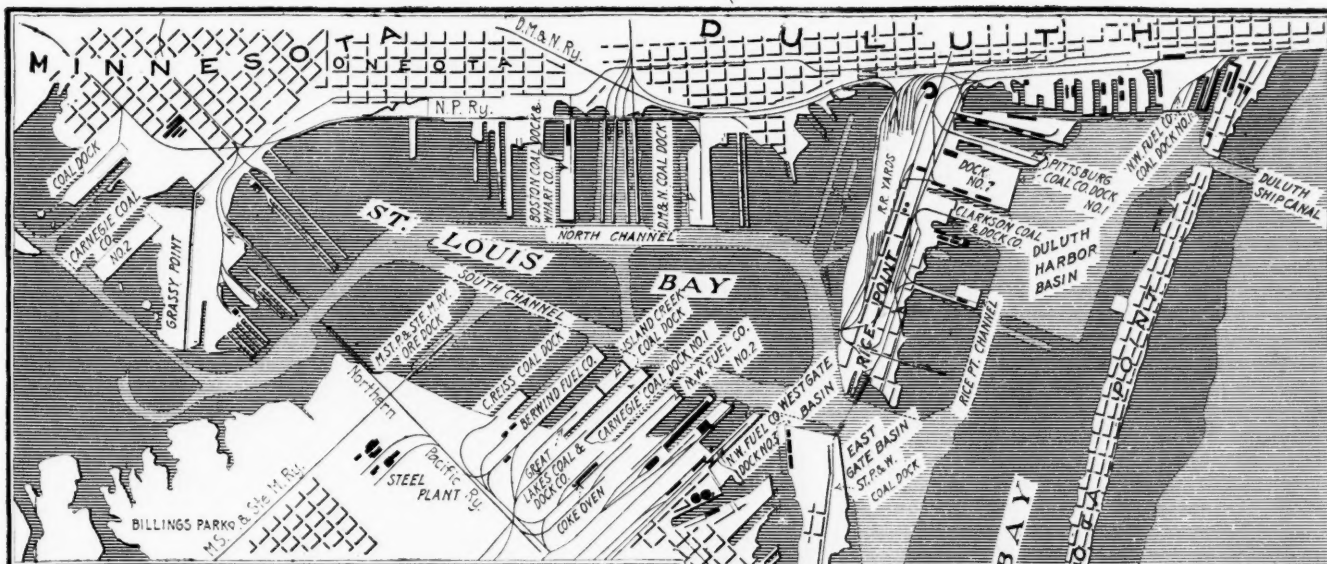 MINNESOTA
DULUTH
ONEOTA
D.M.& N.Ry.
N.P. Ry.
COAL DOCK
CARNEGIE COAL
CO.
NO.2
GRASSY POINT
BOSTON COAL DOCK &
WHARF CO.
D.M.& N. COAL DOCK
NORTH CHANNEL
ST.
LOUIS
BAY
SOUTH CHANNEL
R.R. YARDS
RICE-POINT
DOCK
NO.7
PITTSBURG
COAL CO. DOCK
NO.1
N.W. FUEL CO.
COAL DOCK NO.1
CLARKSON COAL
& DOCK CO.
DULUTH
SHIP CANAL
DULUTH
HARBOR
BASIN
RICE PT. CHANNEL
POINT
M.ST.P.& STE.M.RY.
ORE DOCK
C.REISS COAL DOCK
BERWIND FUEL CO.
GREAT
LAKES COAL &
DOCK CO.
ISLAND CREEK
COAL DOCK
CARNEGIE DOCK NO.1
N.W. FUEL CO.
NO.2
N.W. FUEL CO.
DOCK NO.3
WEST GATE
BASIN
EAST
GATE BASIN
ST. P.& W.
COAL DOCK
COKE OVEN
Northern
Pacific Ry.
STEEL
PLANT
BILLINGS PARK
M.S. & Ste M. Ry.
BAY